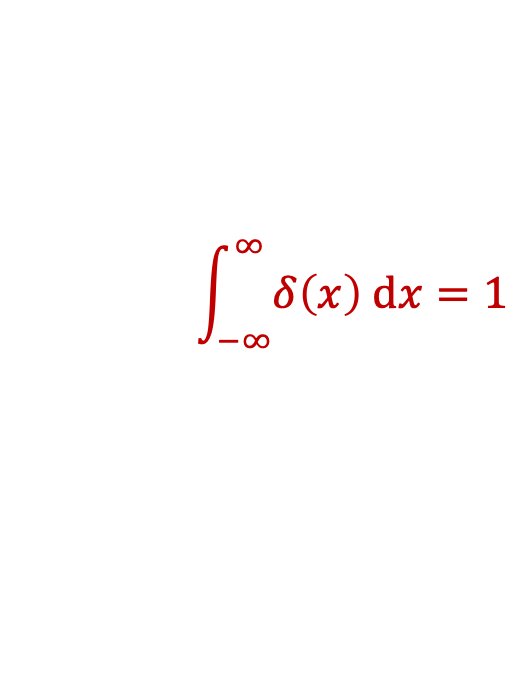 ∫_{-∞}^{∞} δ(x) dx = 1